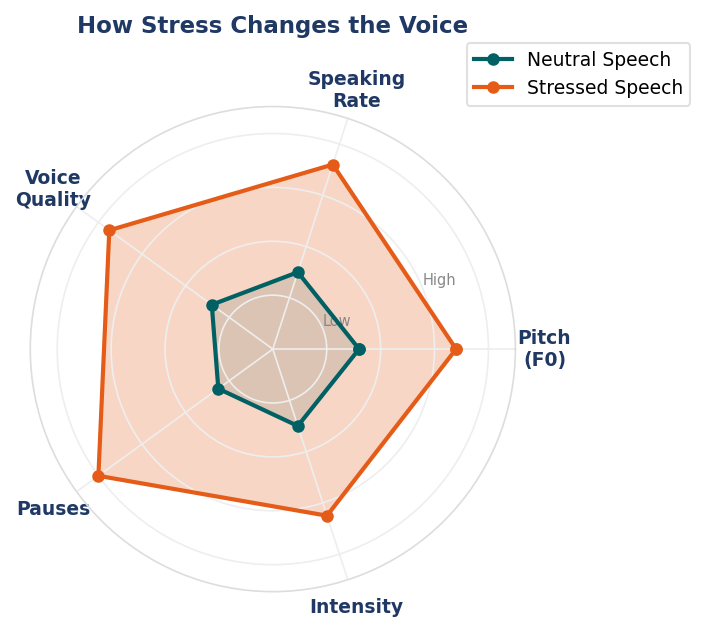 How Stress Changes the Voice
Neutral Speech
Stressed Speech
Speaking
Rate
Voice
Quality
High
Low
Pitch
(F0)
Pauses
Intensity